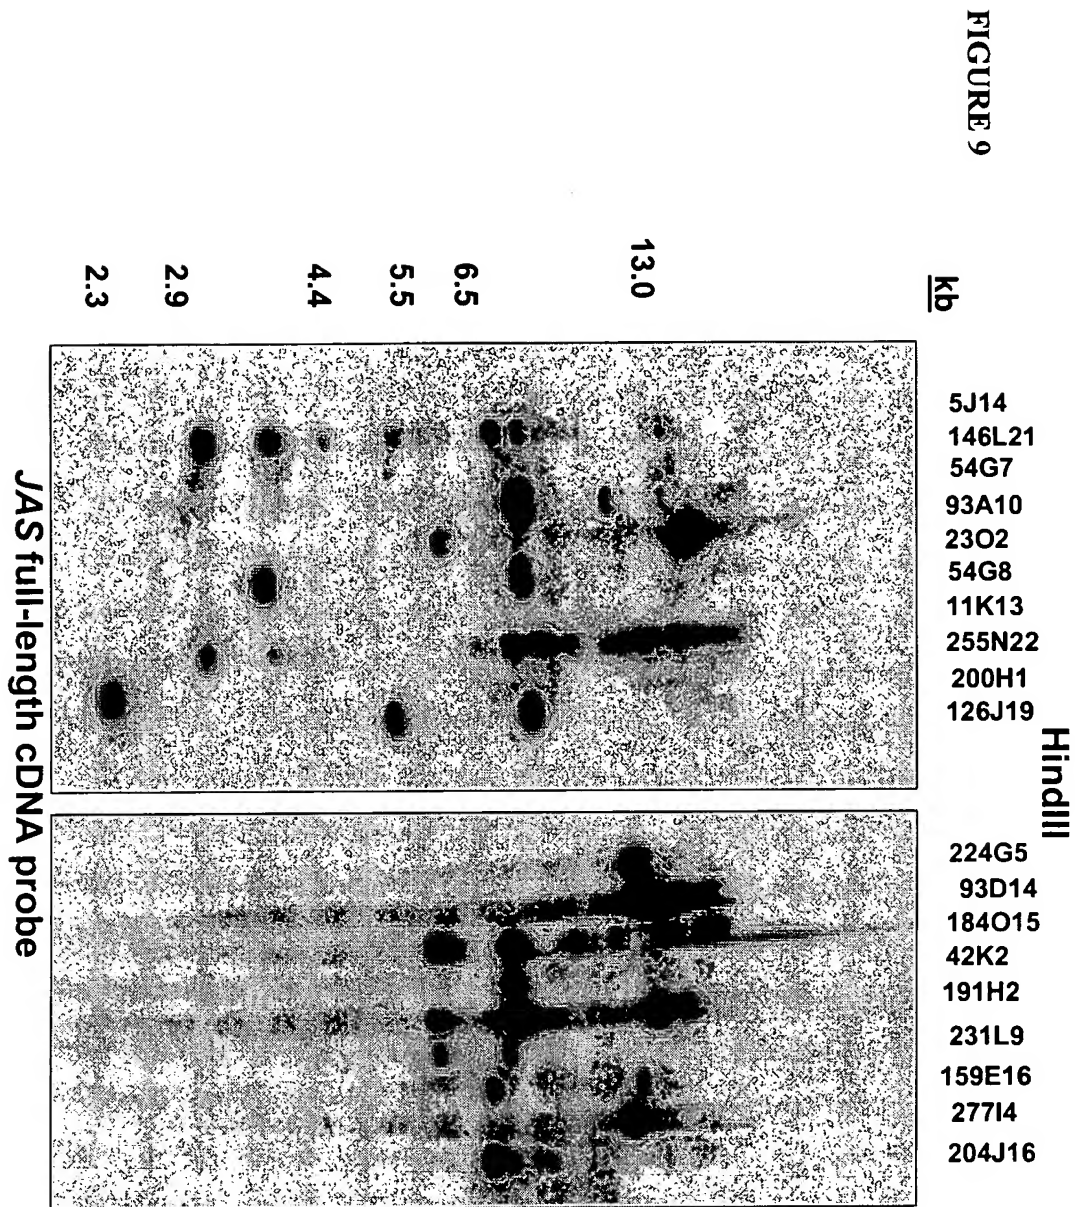 FIGURE 9
HindIII
kb
5J14
146L21
54G7
93A10
23O2
54G8
11K13
255N22
200H1
126J19
224G5
93D14
184O15
42K2
191H2
231L9
159E16
277I4
204J16
13.0
6.5
5.5
4.4
2.9
2.3
JAS full-length cDNA probe